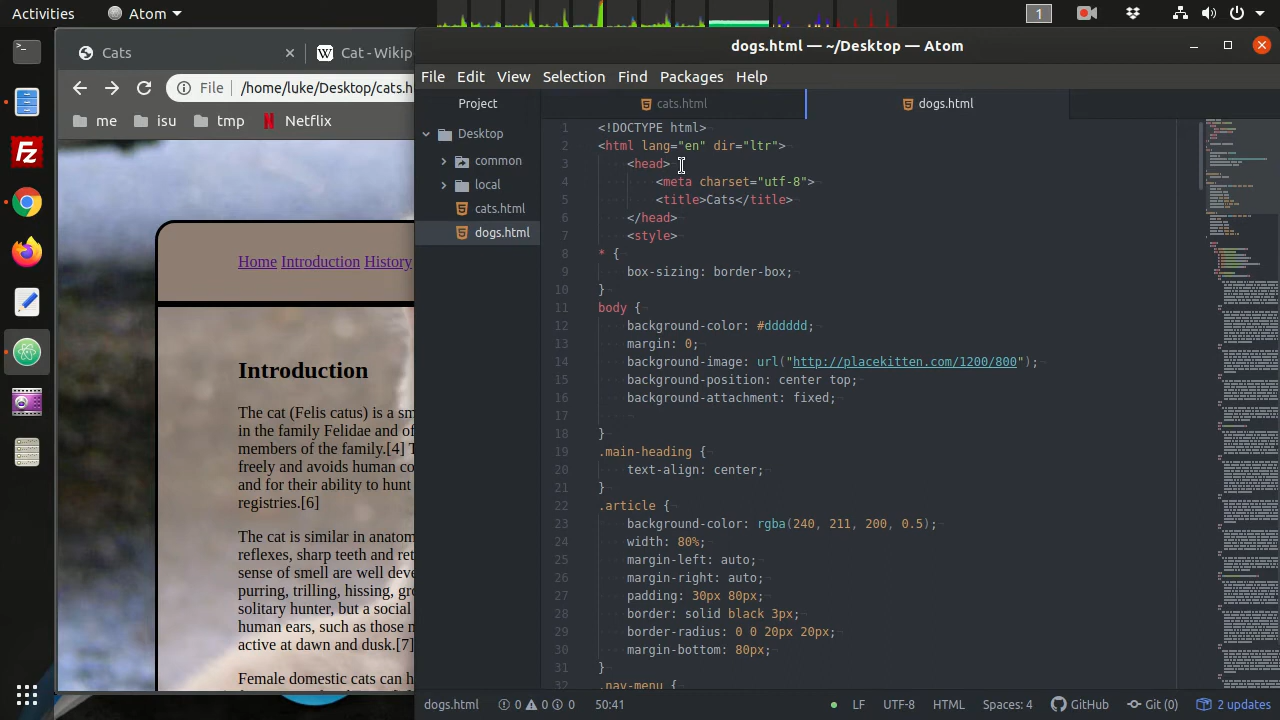 Activities
Atom
1
Cats
Cat - Wikip
File
/home/luke/Desktop/cats.h
me
isu
tmp
Netflix
Home Introduction History
Introduction
The cat (Felis catus) is a sm
in the family Felidae and of
members of the family.[4] T
freely and avoids human co
and for their ability to hunt
registries.[6]
The cat is similar in anatom
reflexes, sharp teeth and ret
sense of smell are well deve
purring, trilling, hissing, gro
solitary hunter, but a social
human ears, such as those m
active at dawn and dusk.[7]
Female domestic cats can h
dogs.html — ~/Desktop — Atom
File Edit View Selection Find Packages Help
Project
cats.html
dogs.html
Desktop
common
local
cats.h
dogs.html
1 <!DOCTYPE html>
2 <html lang="en" dir="ltr">
3 <head>
4 <meta charset="utf-8">
5 <title>Cats</title>
6 </head>
7 <style>
8 * {
9 box-sizing: border-box;
10 }
11 body {
12 background-color: #dddddd;
13 margin: 0;
14 background-image: url("http://placekitten.com/1200/800");
15 background-position: center top;
16 background-attachment: fixed;
17
18 }
19 .main-heading {
20 text-align: center;
21 }
22 .article {
23 background-color: rgba(240, 211, 200, 0.5);
24 width: 80%;
25 margin-left: auto;
26 margin-right: auto;
27 padding: 30px 80px;
28 border: solid black 3px;
29 border-radius: 0 0 20px 20px;
30 margin-bottom: 80px;
31 }
32 .nav-menu {
dogs.html
0 0 0
50:41
LF
UTF-8
HTML
Spaces: 4
GitHub
Git (0)
2 updates